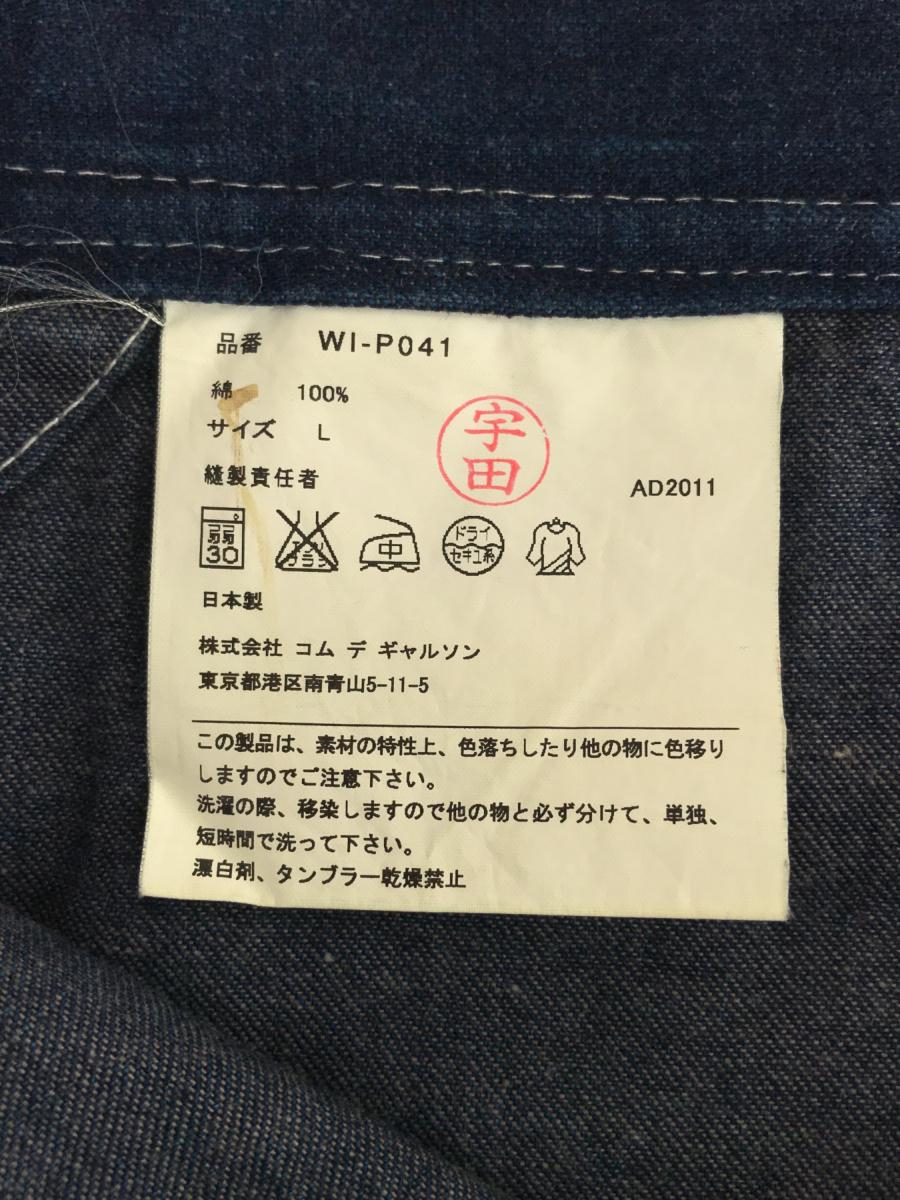 品番 WI-P041
綿 100%
サイズ L
縫製責任者 宇田 AD2011
弱 30 エンソサラシ 中 ドライ セキユ系
日本製
株式会社 コム デ ギャルソン
東京都港区南青山5-11-5
この製品は、素材の特性上、色落ちしたり他の物に色移り
しますのでご注意下さい。
洗濯の際、移染しますので他の物と必ず分けて、単独、
短時間で洗って下さい。
漂白剤、タンブラー乾燥禁止